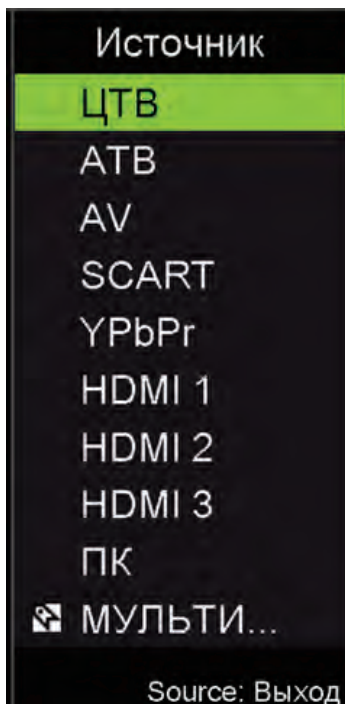 Источник
ЦТВ
АТВ
AV
SCART
YPbPr
HDMI 1
HDMI 2
HDMI 3
ПК
МУЛЬТИ...
Source: Выход